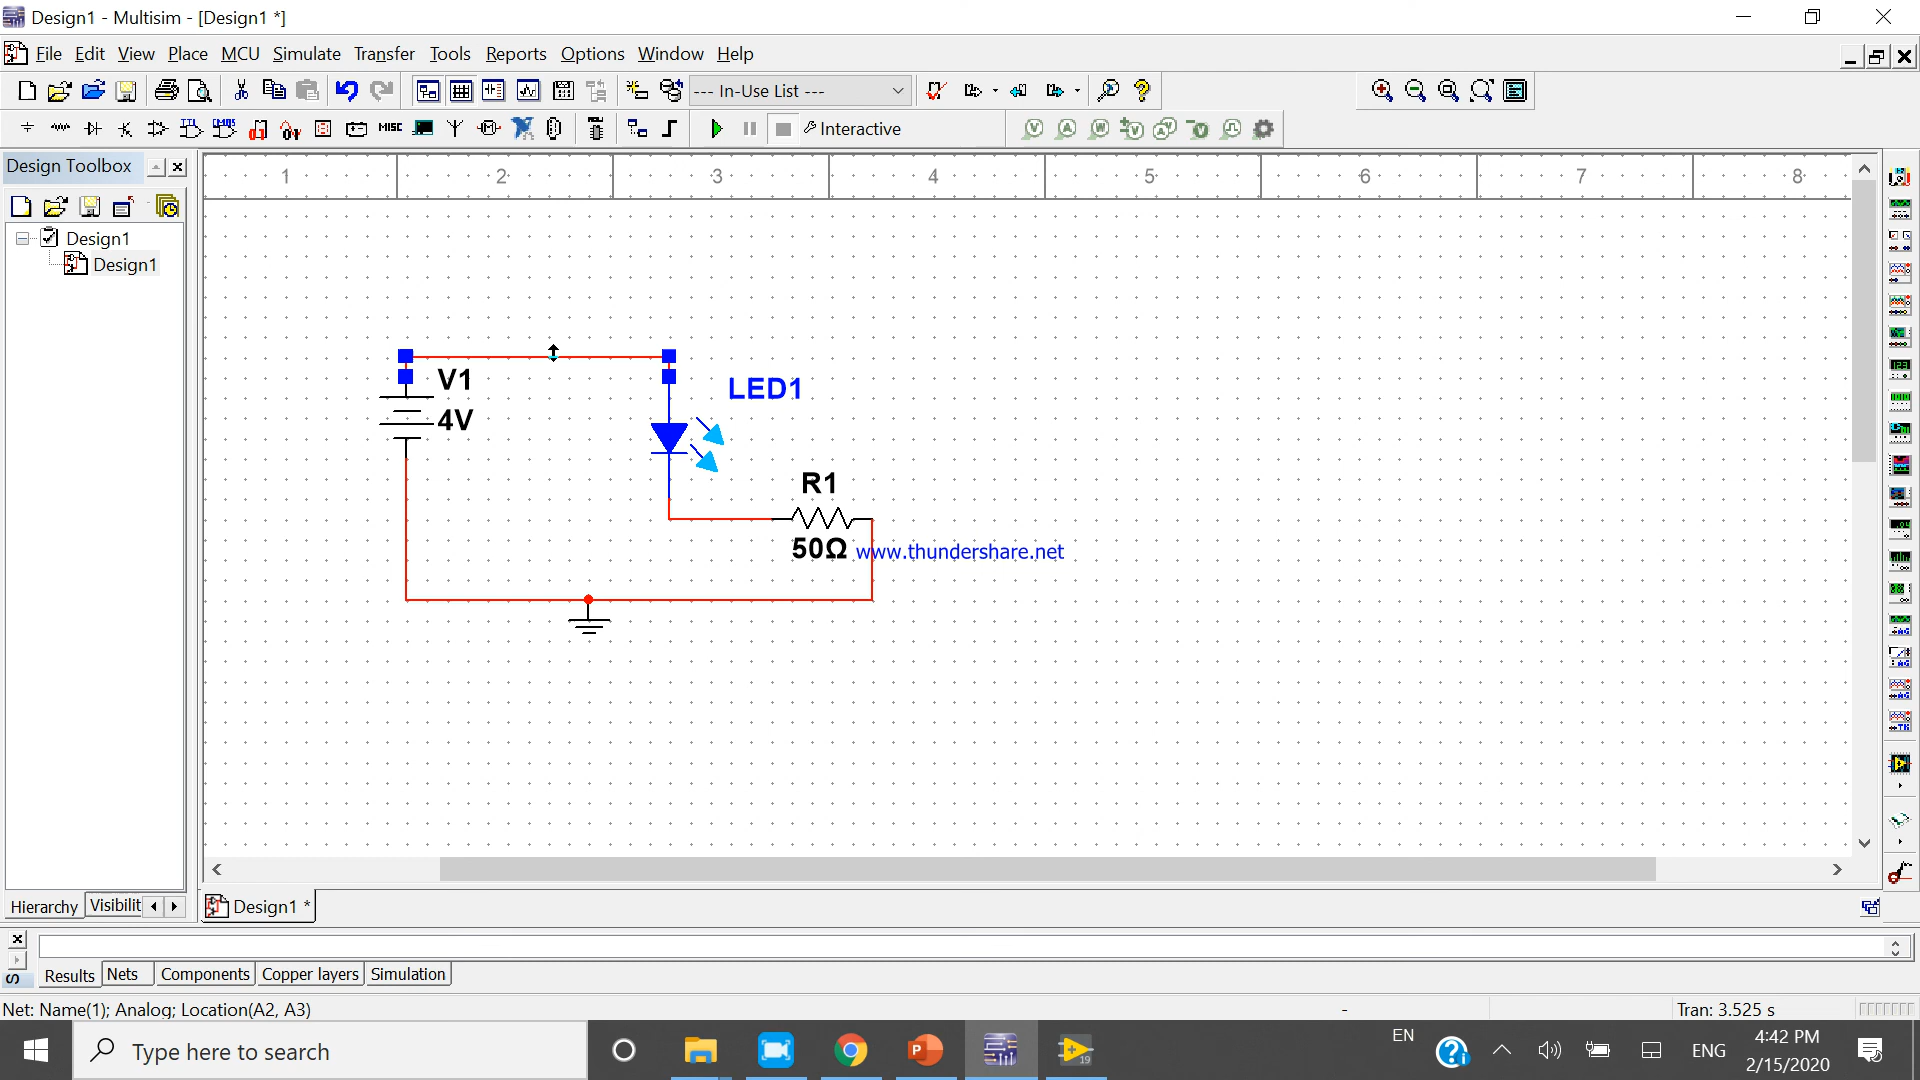 Design1 - Multisim - [Design1 *]
File Edit View Place MCU Simulate Transfer Tools Reports Options Window Help
--- In-Use List ---
MISC Interactive
Design Toolbox
1 2 3 4 5 6 7 8
Design1
Design1
V1
4V
LED1
R1
50Ω
www.thundershare.net
Hierarchy Visibilit
Design1 *
Results Nets Components Copper layers Simulation
Net: Name(1); Analog; Location(A2, A3)
-
Tran: 3.525 s
Type here to search
EN
ENG
4:42 PM
2/15/2020